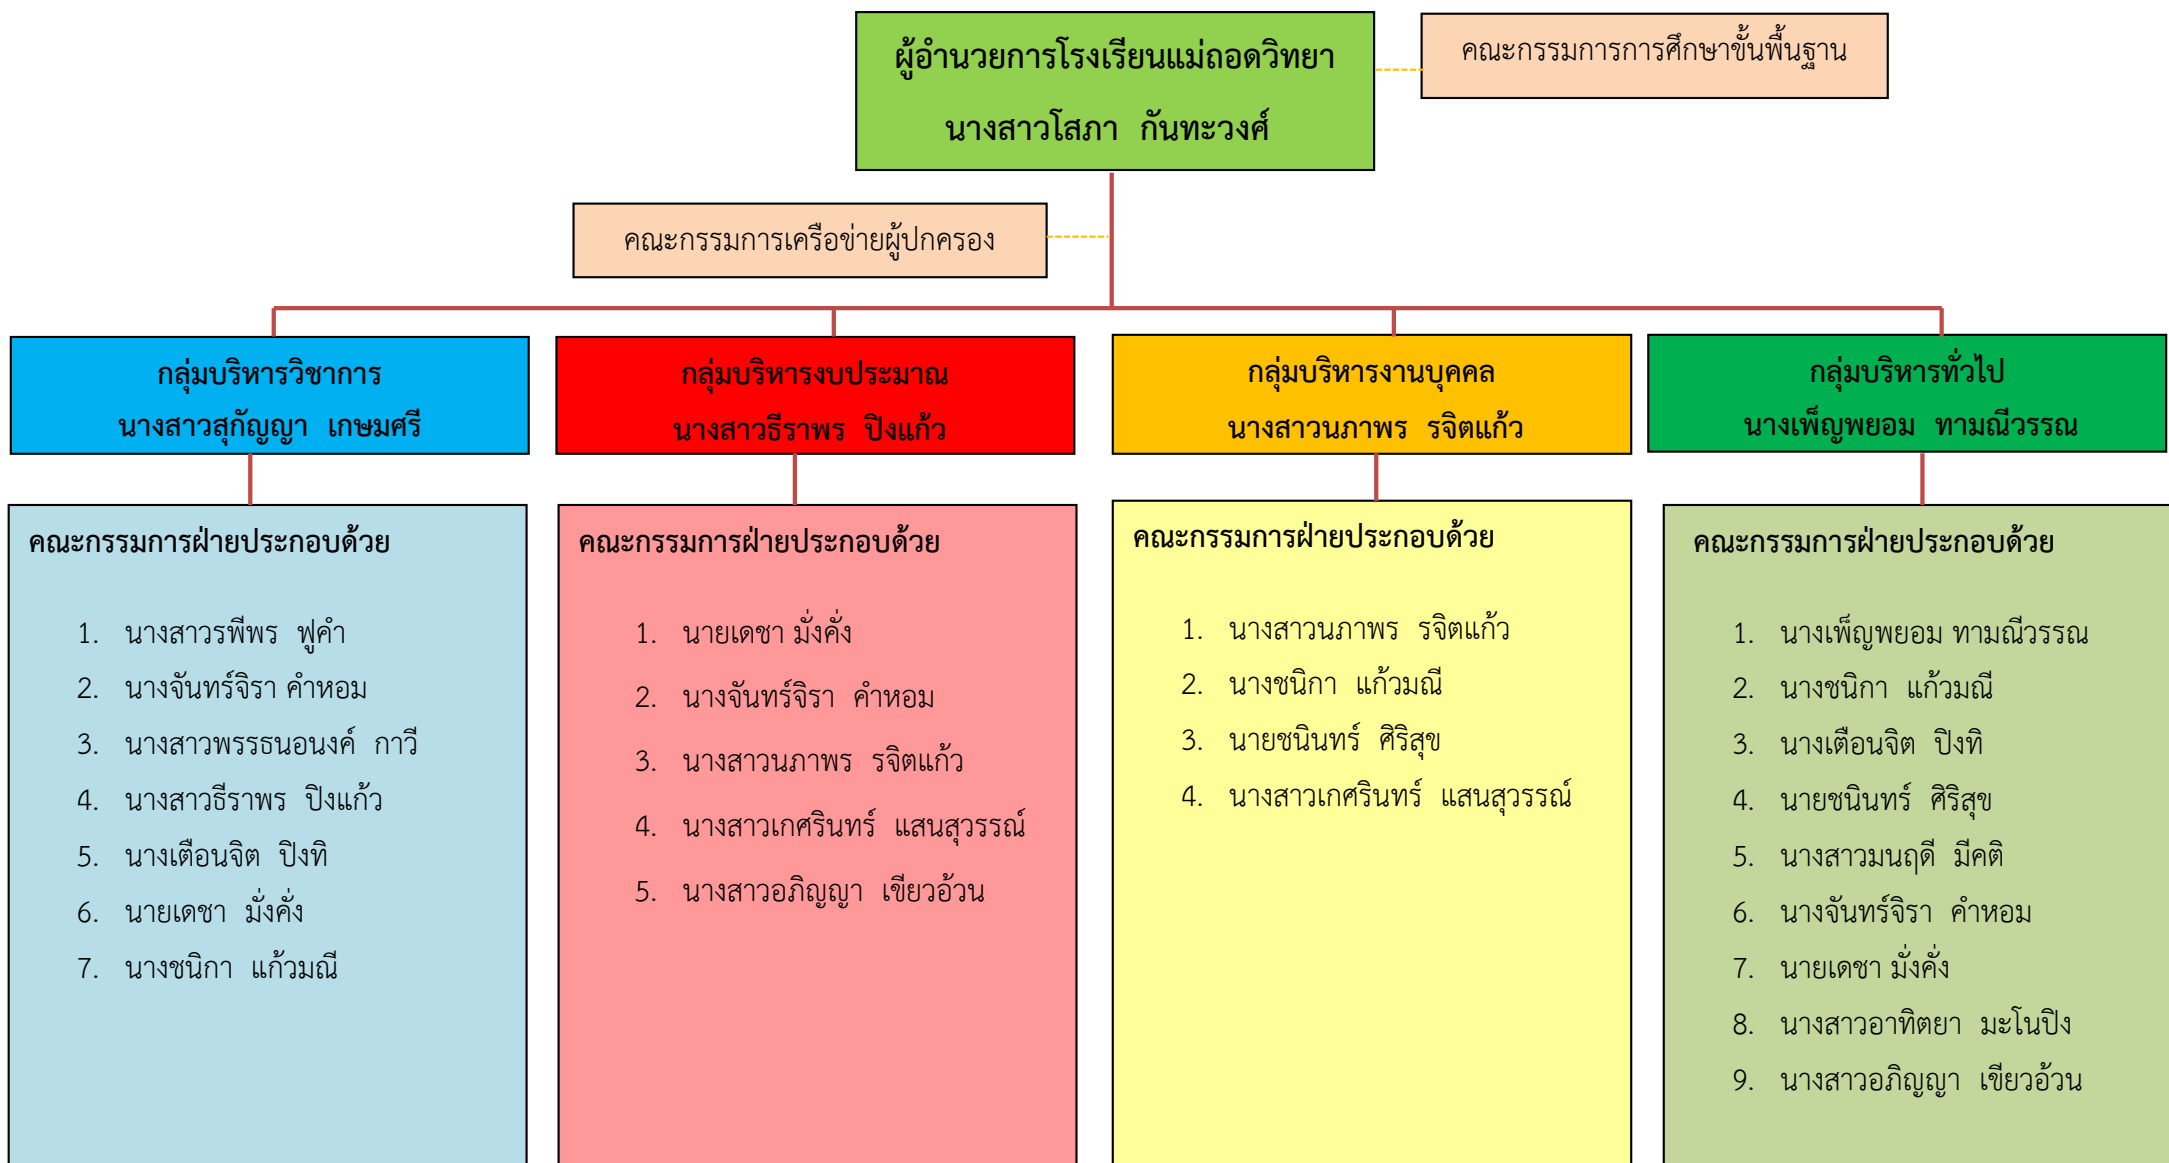 ผู้อำนวยการโรงเรียนแม่ถอดวิทยา
นางสาวโสภา กันทะวงศ์
คณะกรรมการการศึกษาขั้นพื้นฐาน
คณะกรรมการเครือข่ายผู้ปกครอง
กลุ่มบริหารวิชาการ
นางสาวสุกัญญา เกษมศรี
กลุ่มบริหารงบประมาณ
นางสาวธีราพร ปิงแก้ว
กลุ่มบริหารงานบุคคล
นางสาวนภาพร รจิตแก้ว
กลุ่มบริหารทั่วไป
นางเพ็ญพยอม ทามณีวรรณ
คณะกรรมการฝ่ายประกอบด้วย
1. นางสาวรพีพร ฟูคำ
2. นางจันทร์จิรา คำหอม
3. นางสาวพรรธนอนงค์ กาวี
4. นางสาวธีราพร ปิงแก้ว
5. นางเตือนจิต ปิงทิ
6. นายเดชา มั่งคั่ง
7. นางชนิกา แก้วมณี
คณะกรรมการฝ่ายประกอบด้วย
1. นายเดชา มั่งคั่ง
2. นางจันทร์จิรา คำหอม
3. นางสาวนภาพร รจิตแก้ว
4. นางสาวเกศรินทร์ แสนสุวรรณ์
5. นางสาวอภิญญา เขียวอ้วน
คณะกรรมการฝ่ายประกอบด้วย
1. นางสาวนภาพร รจิตแก้ว
2. นางชนิกา แก้วมณี
3. นายชนินทร์ ศิริสุข
4. นางสาวเกศรินทร์ แสนสุวรรณ์
คณะกรรมการฝ่ายประกอบด้วย
1. นางเพ็ญพยอม ทามณีวรรณ
2. นางชนิกา แก้วมณี
3. นางเตือนจิต ปิงทิ
4. นายชนินทร์ ศิริสุข
5. นางสาวมนฤดี มีคติ
6. นางจันทร์จิรา คำหอม
7. นายเดชา มั่งคั่ง
8. นางสาวอาทิตยา มะโนปิง
9. นางสาวอภิญญา เขียวอ้วน